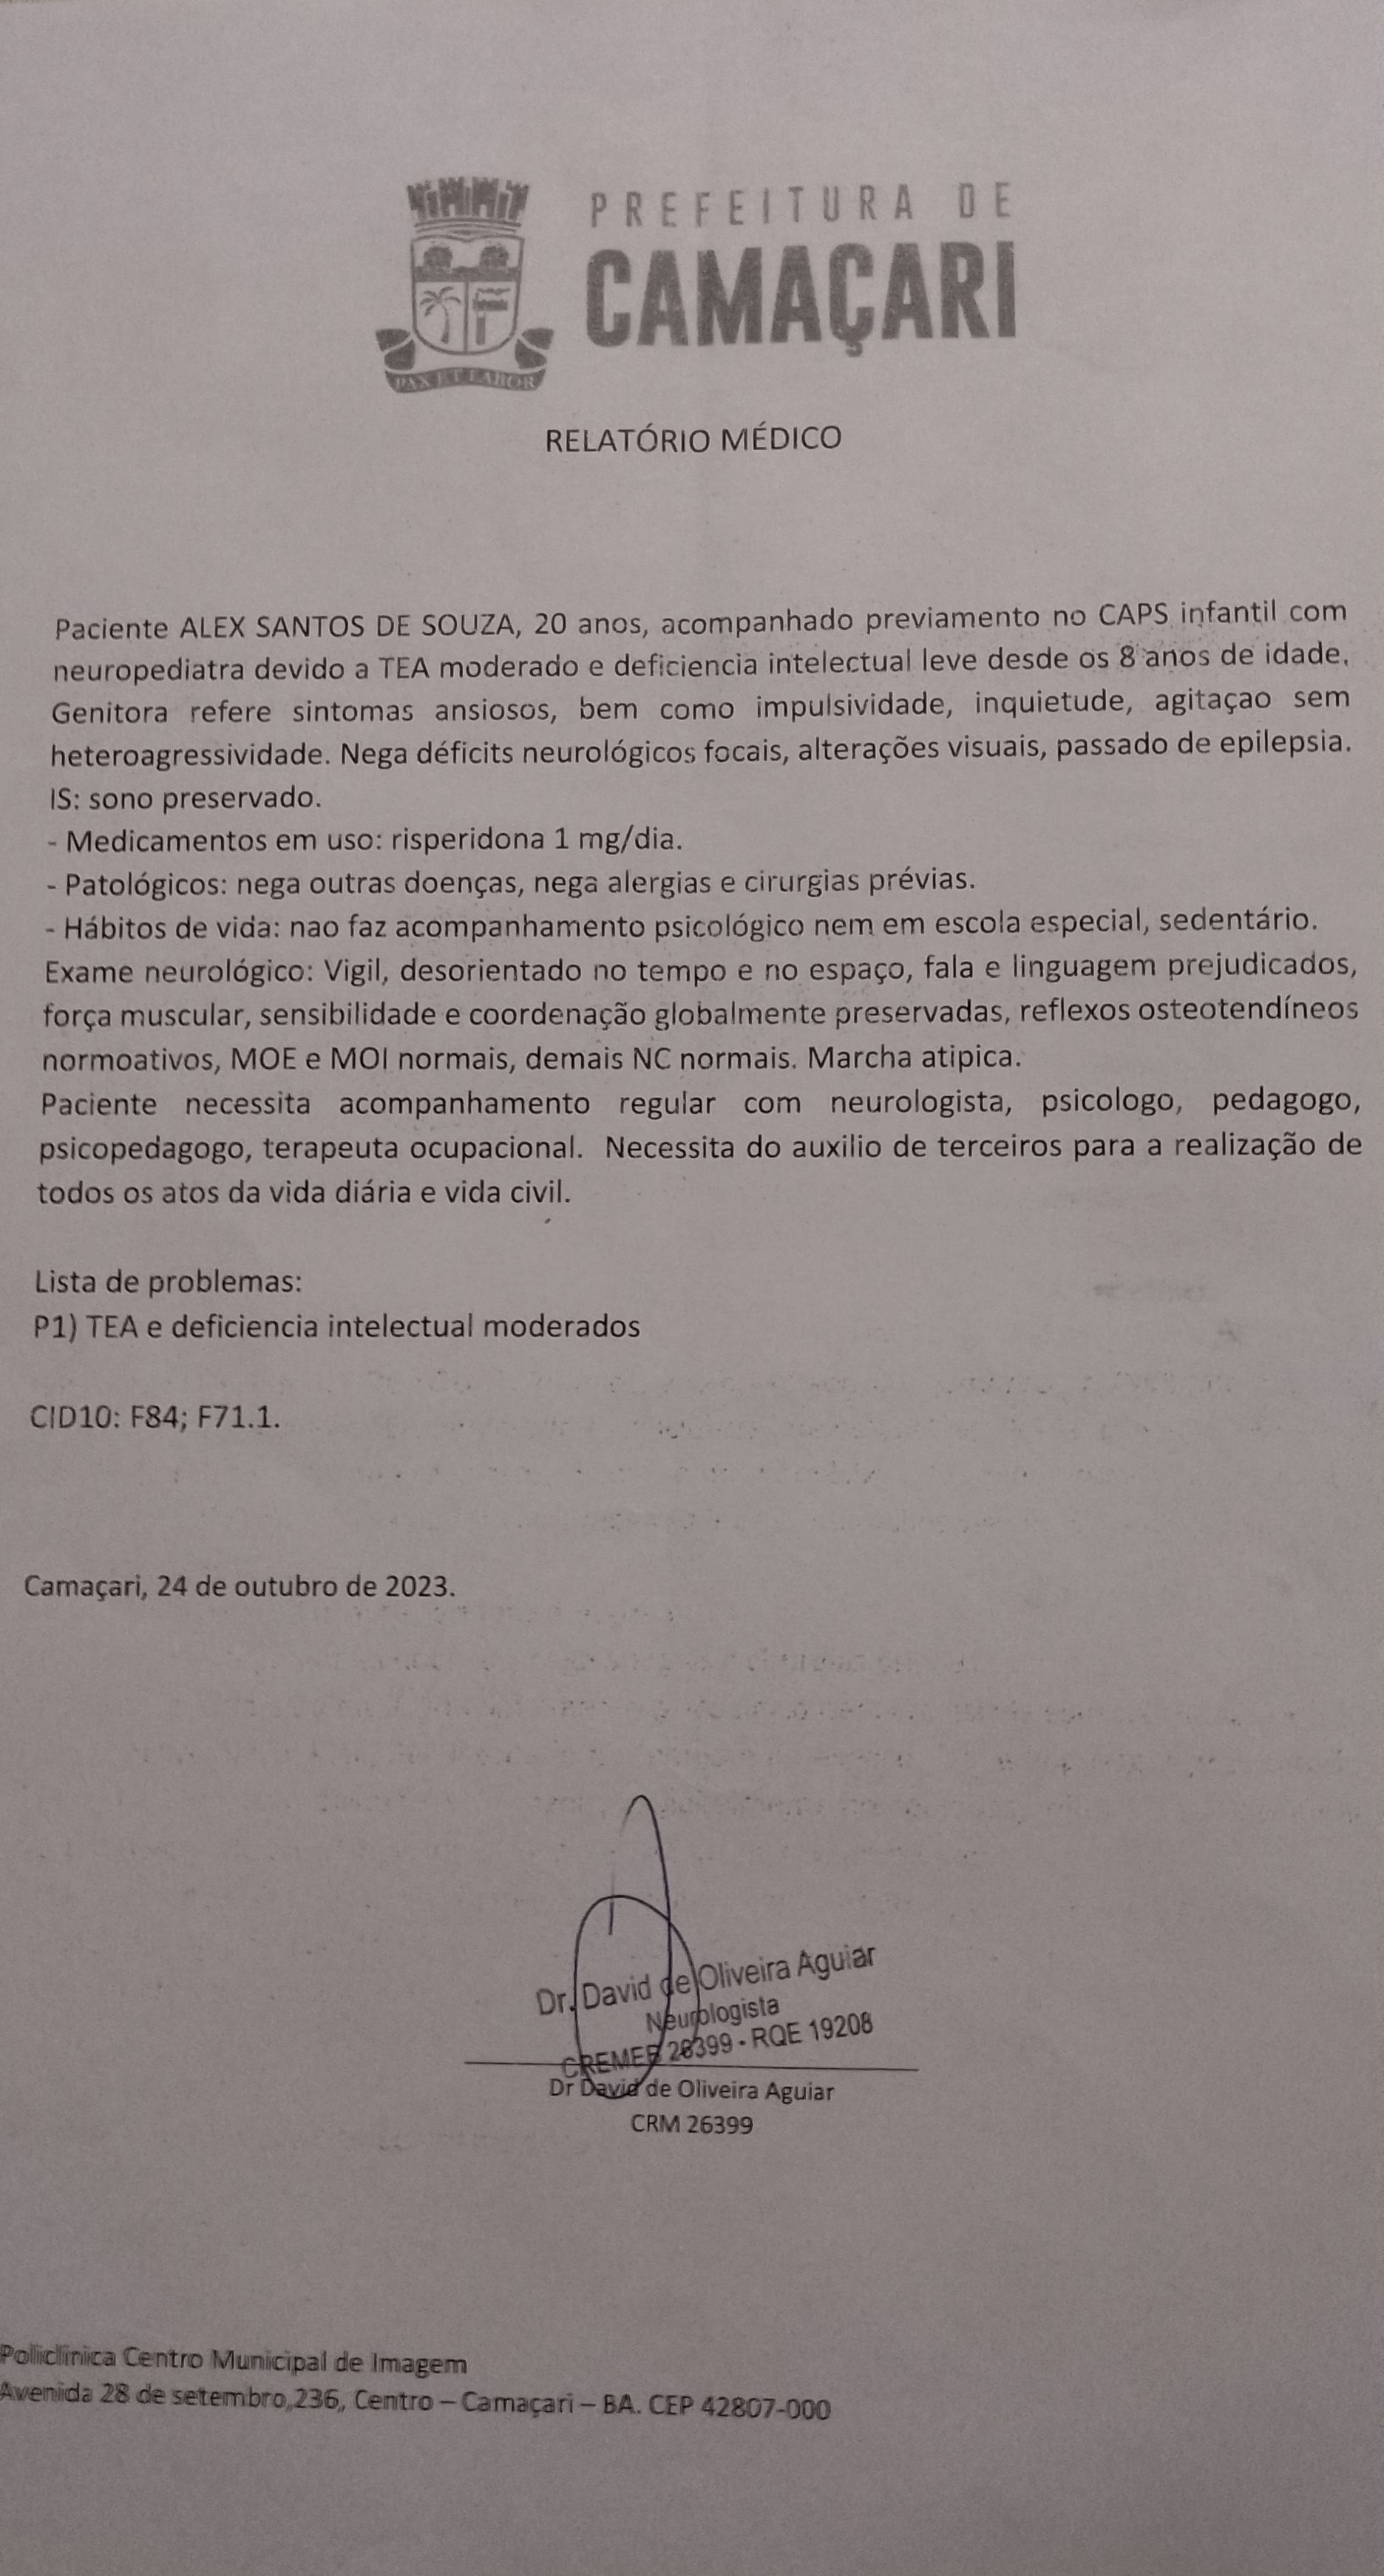 PREFEITURA DE
CAMAÇARI
PAX ET LABOR
RELATÓRIO MÉDICO
Paciente ALEX SANTOS DE SOUZA, 20 anos, acompanhado previamento no CAPS infantil com
neuropediatra devido a TEA moderado e deficiencia intelectual leve desde os 8 anos de idade.
Genitora refere sintomas ansiosos, bem como impulsividade, inquietude, agitaçao sem
heteroagressividade. Nega déficits neurológicos focais, alterações visuais, passado de epilepsia.
IS: sono preservado.
- Medicamentos em uso: risperidona 1 mg/dia.
- Patológicos: nega outras doenças, nega alergias e cirurgias prévias.
- Hábitos de vida: nao faz acompanhamento psicológico nem em escola especial, sedentário.
Exame neurológico: Vigil, desorientado no tempo e no espaço, fala e linguagem prejudicados,
força muscular, sensibilidade e coordenação globalmente preservadas, reflexos osteotendíneos
normoativos, MOE e MOI normais, demais NC normais. Marcha atipica.
Paciente necessita acompanhamento regular com neurologista, psicologo, pedagogo,
psicopedagogo, terapeuta ocupacional. Necessita do auxilio de terceiros para a realização de
todos os atos da vida diária e vida civil.
Lista de problemas:
P1) TEA e deficiencia intelectual moderados
CID10: F84; F71.1.
Camaçari, 24 de outubro de 2023.
Dr. David de Oliveira Aguiar
Neurologista
CREMEB 26399 - RQE 19208
Dr David de Oliveira Aguiar
CRM 26399
Policlínica Centro Municipal de Imagem
Avenida 28 de setembro,236, Centro – Camaçari – BA. CEP 42807-000